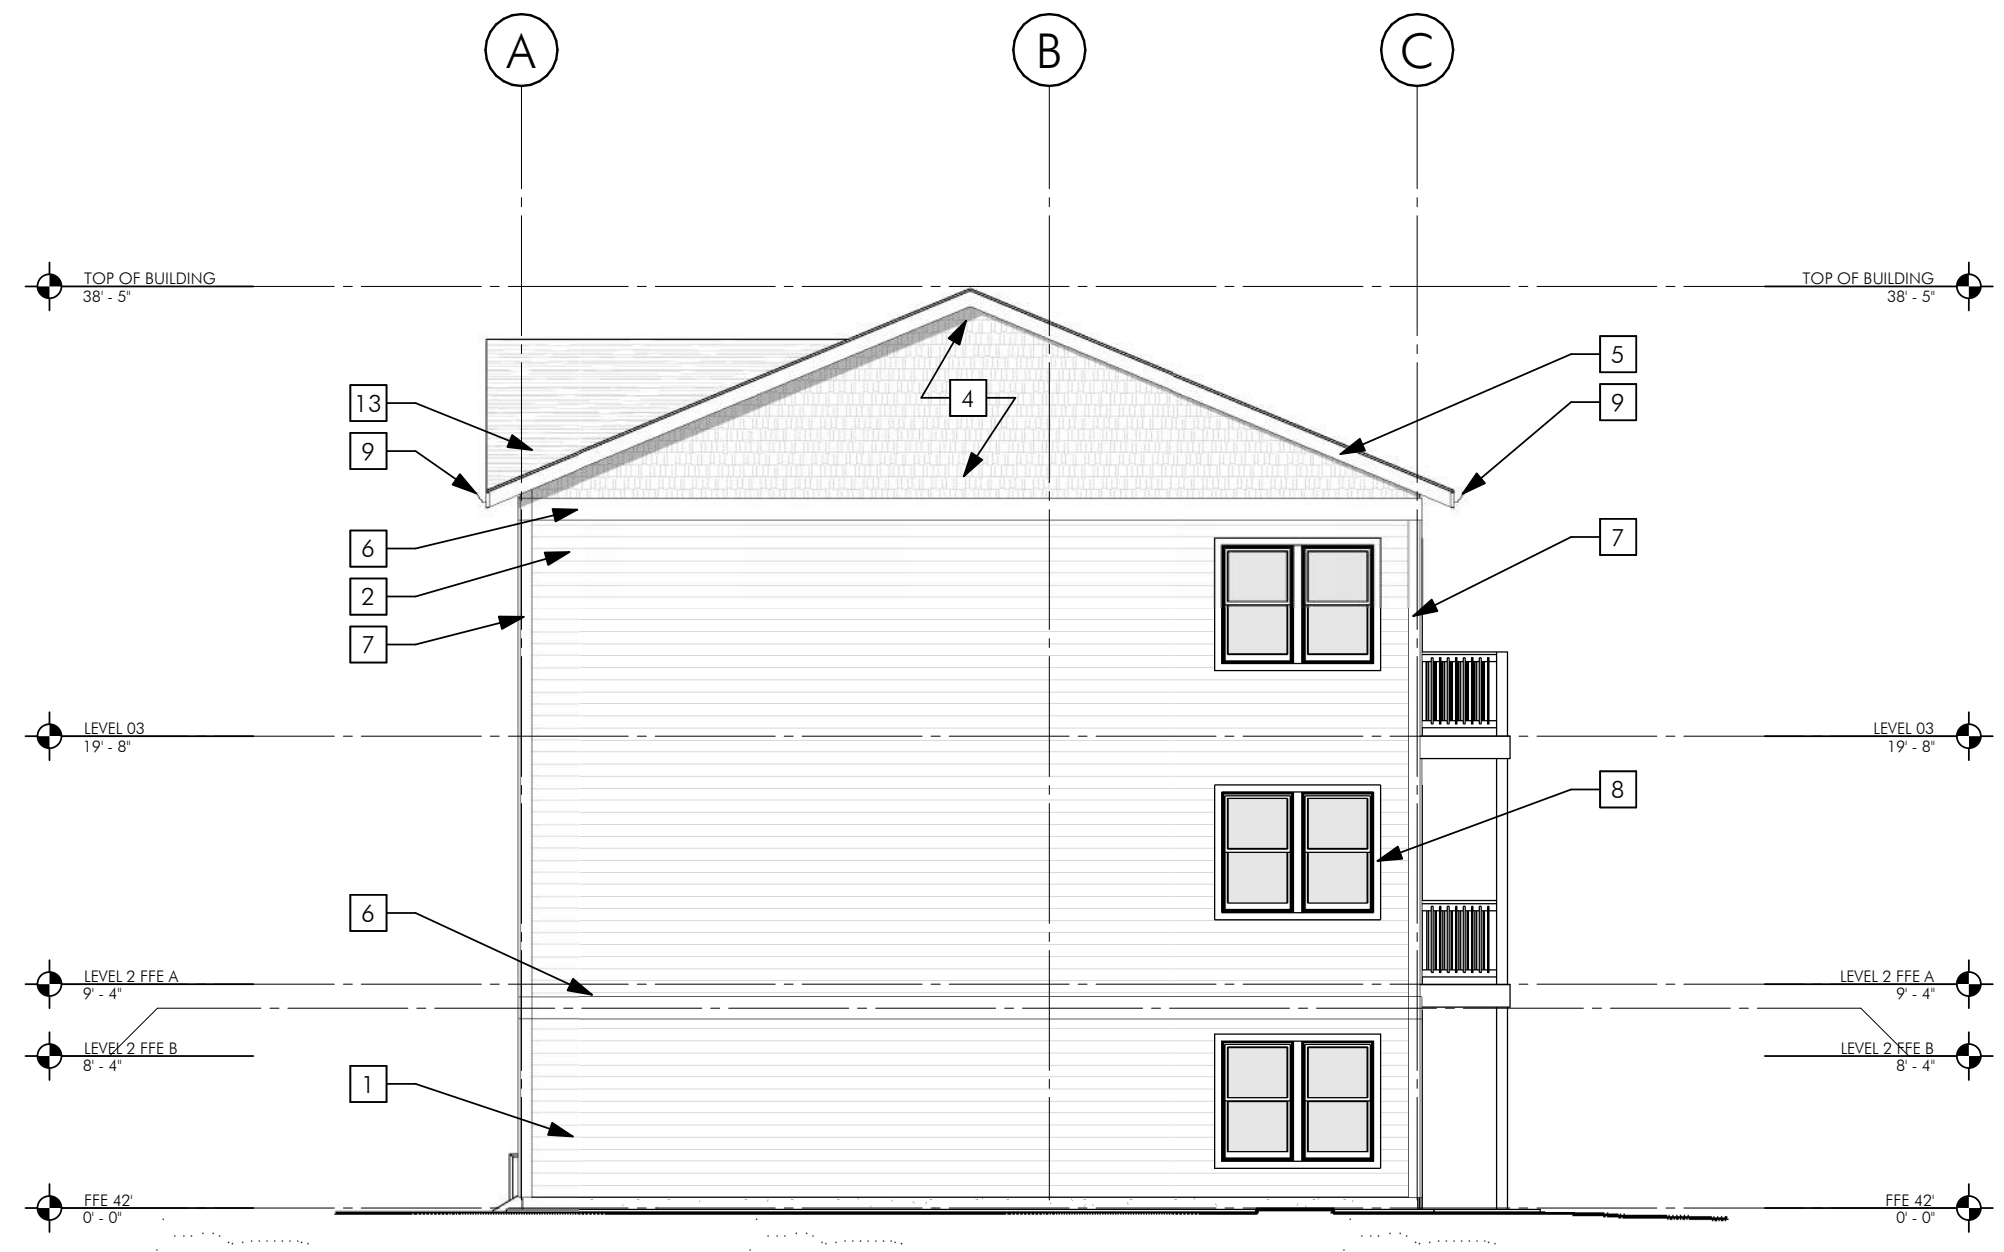 A B C
TOP OF BUILDING
38' - 5"
TOP OF BUILDING
38' - 5"
5
13
4
9
9
6
7
2
7
LEVEL 03
19' - 8"
LEVEL 03
19' - 8"
8
6
LEVEL 2 FFE A
9' - 4"
LEVEL 2 FFE A
9' - 4"
LEVEL 2 FFE B
8' - 4"
LEVEL 2 FFE B
8' - 4"
1
FFE 42'
0' - 0"
FFE 42'
0' - 0"